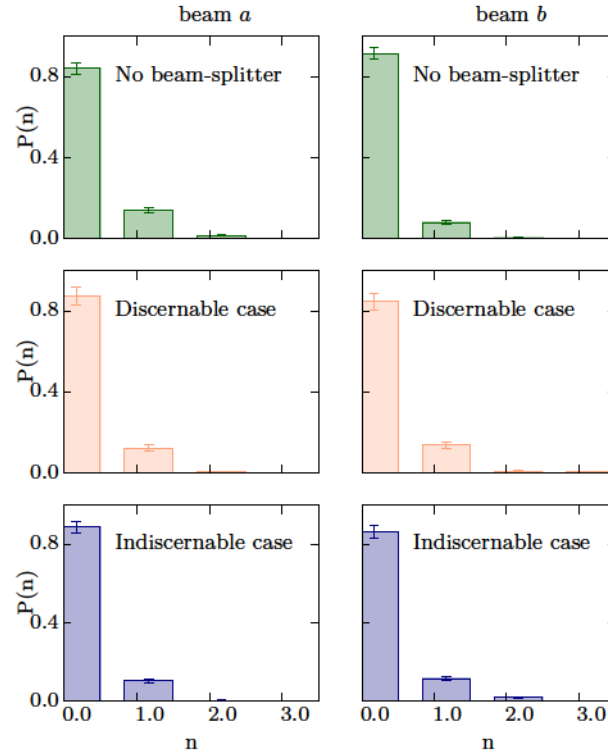 beam a
beam b
No beam-splitter
No beam-splitter
P(n)
0.8
0.4
0.0
Discernable case
Discernable case
P(n)
0.8
0.4
0.0
Indiscernable case
Indiscernable case
P(n)
0.8
0.4
0.0
0.0 1.0 2.0 3.0
0.0 1.0 2.0 3.0
n
n